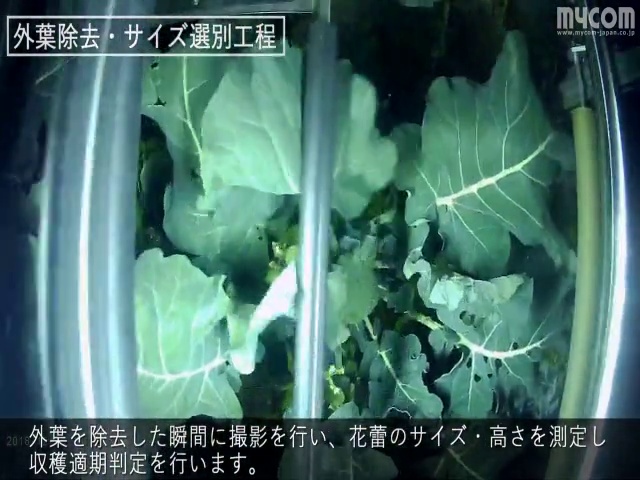 外葉除去・サイズ選別工程
mycom
www.mycom-japan.co.jp
外葉を除去した瞬間に撮影を行い、花蕾のサイズ・高さを測定し
収穫適期判定を行います。